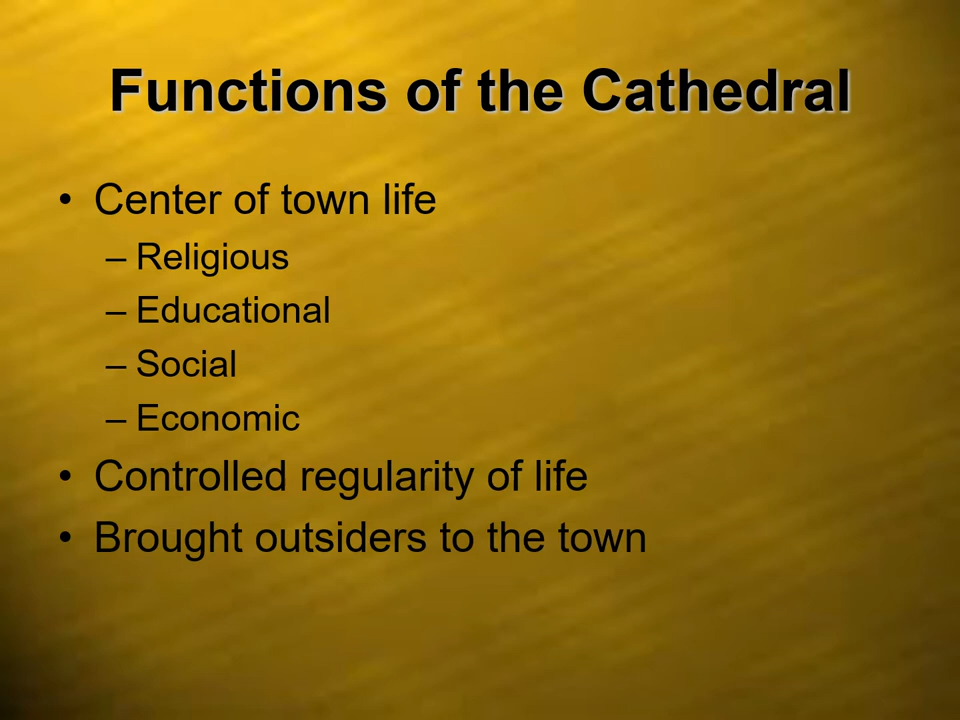 Functions of the Cathedral
• Center of town life
– Religious
– Educational
– Social
– Economic
• Controlled regularity of life
• Brought outsiders to the town